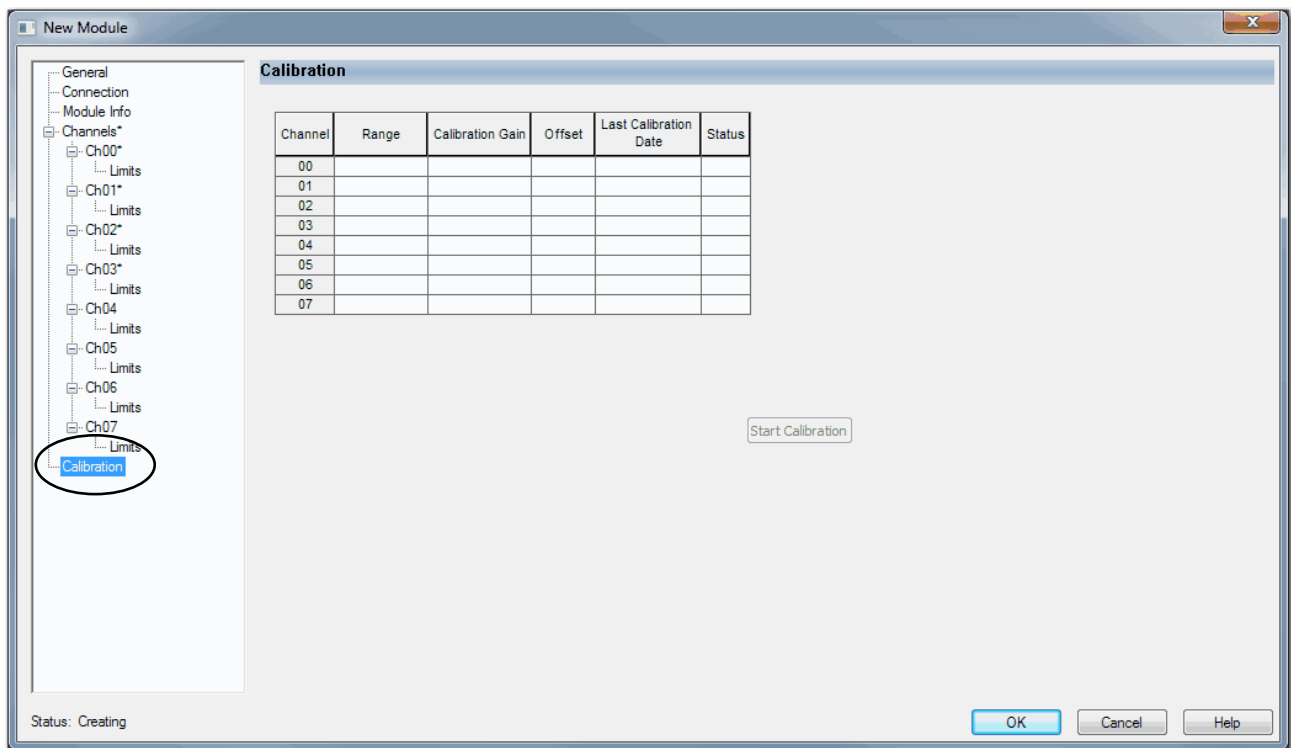 New Module
General
Connection
Module Info
Channels*
Ch00*
Limits
Ch01*
Limits
Ch02*
Limits
Ch03*
Limits
Ch04
Limits
Ch05
Limits
Ch06
Limits
Ch07
Limits
Calibration
Calibration
Channel Range Calibration Gain Offset Last Calibration Date Status
00
01
02
03
04
05
06
07
Start Calibration
Status: Creating
OK Cancel Help